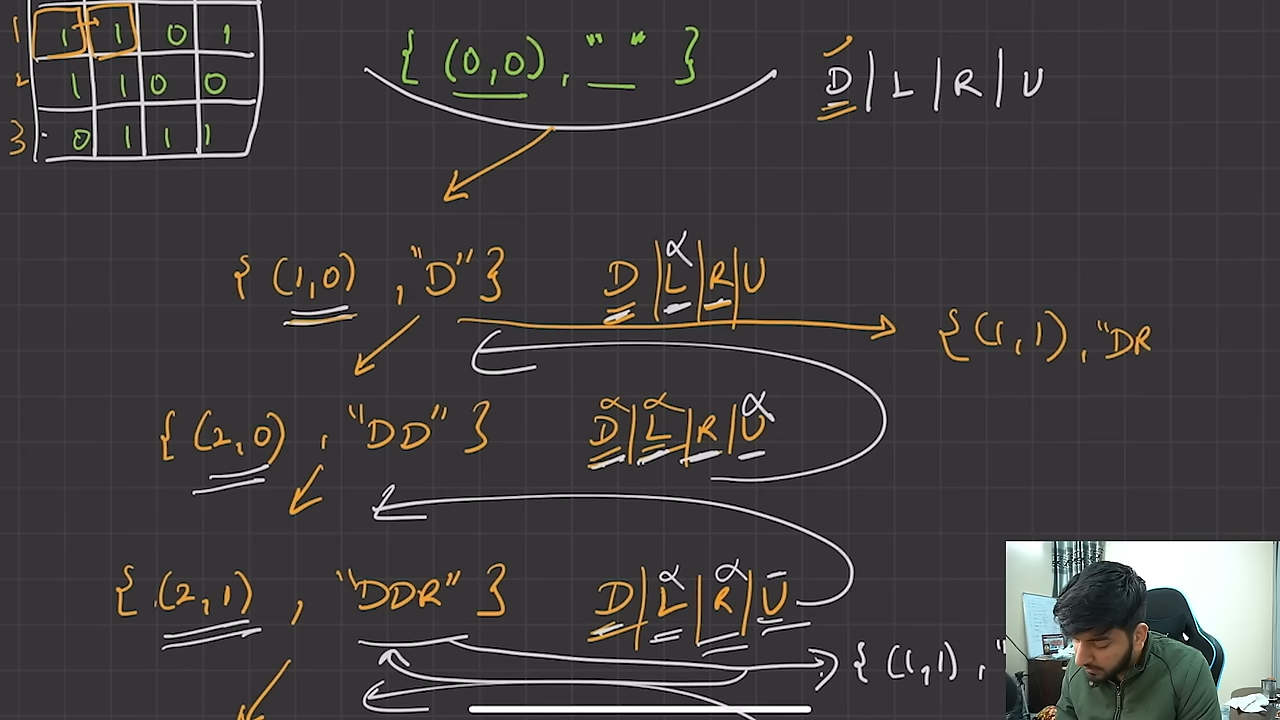 1 1 1 0 1
2 1 1 0 0
3 0 1 1 1
{ (0,0) , " " }
D | L | R | U
{ (1,0) , "D" } D | L | R | U
{ (1,1) , "DR
{ (2,0) , "DD" } D | L | R | U
{ (2,1) , "DDR" } D | L | R | U
{ (1,1) , "